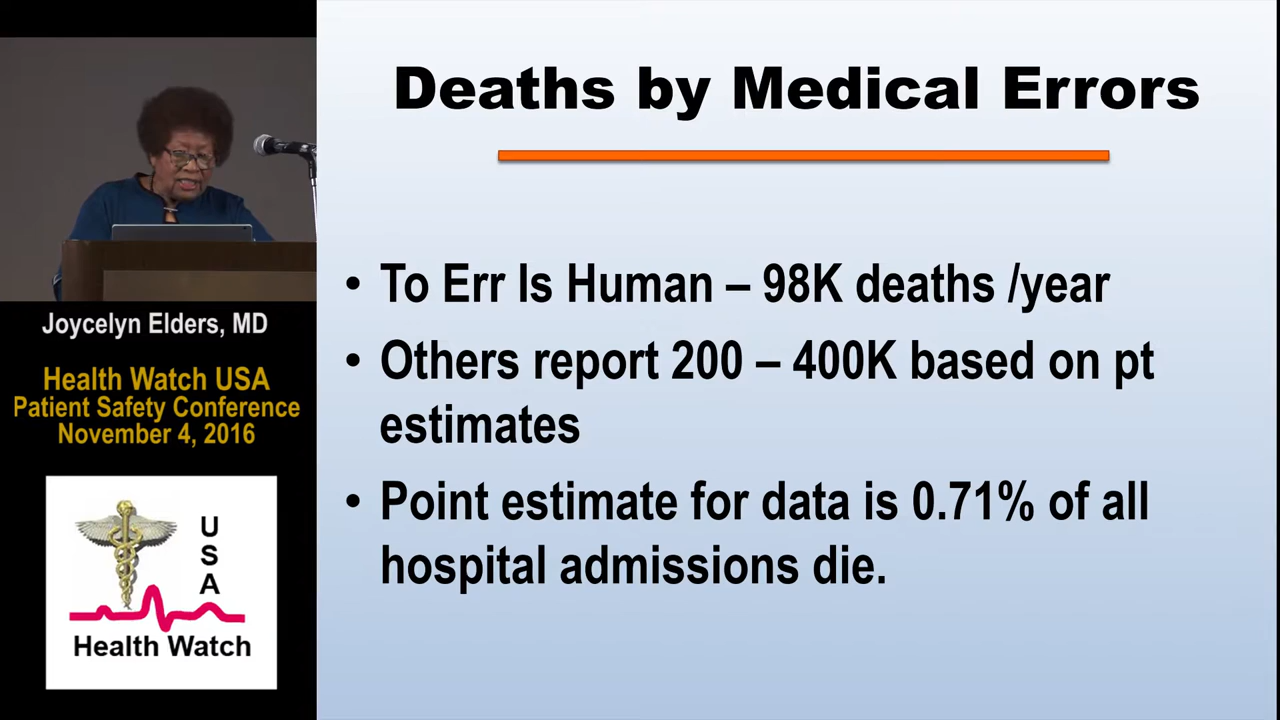 Deaths by Medical Errors
• To Err Is Human – 98K deaths /year
• Others report 200 – 400K based on pt
estimates
• Point estimate for data is 0.71% of all
hospital admissions die.
Joycelyn Elders, MD
Health Watch USA
Patient Safety Conference
November 4, 2016
U
S
A
Health Watch